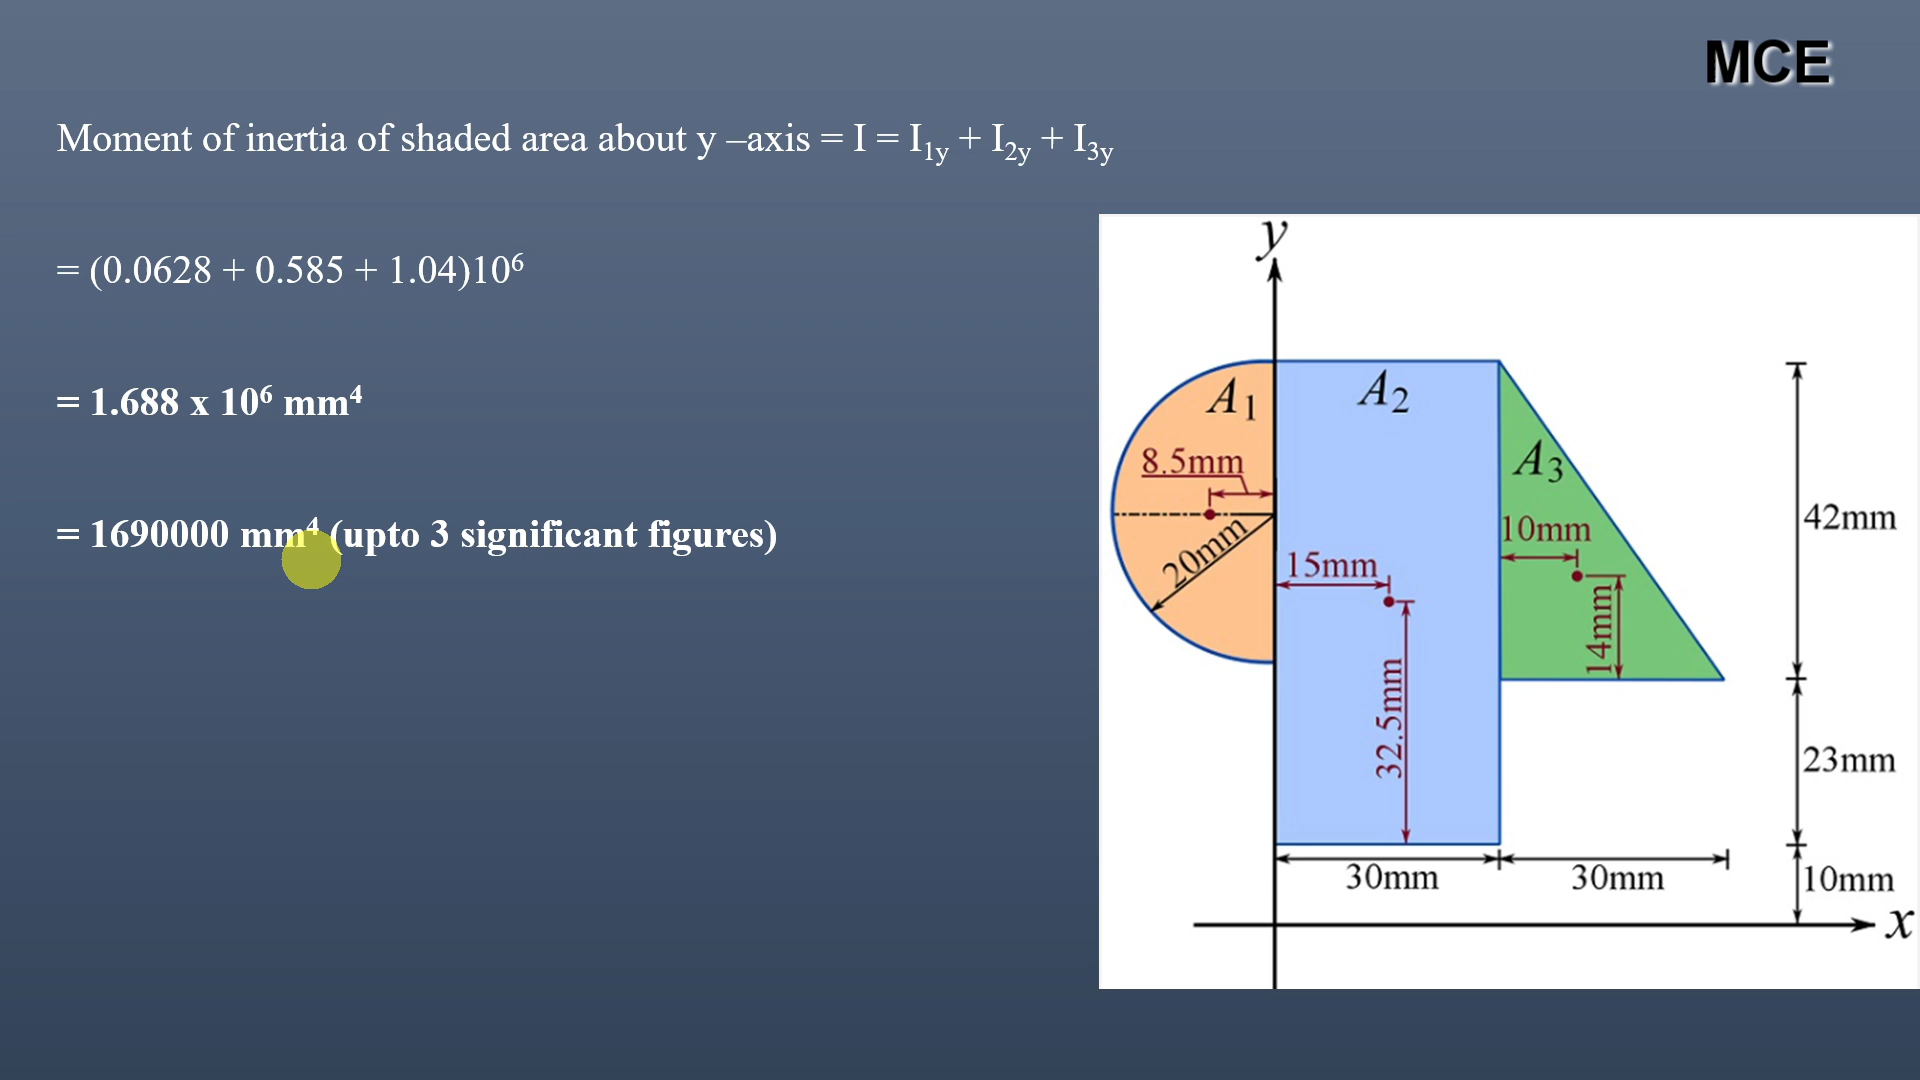 MCE
Moment of inertia of shaded area about y –axis = I = I1y + I2y + I3y
= (0.0628 + 0.585 + 1.04)10⁶
= 1.688 x 10⁶ mm⁴
= 1690000 mm⁴ (upto 3 significant figures)
y
A1
A2
A3
8.5mm
20mm
15mm
32.5mm
10mm
14mm
42mm
23mm
10mm
30mm
30mm
x